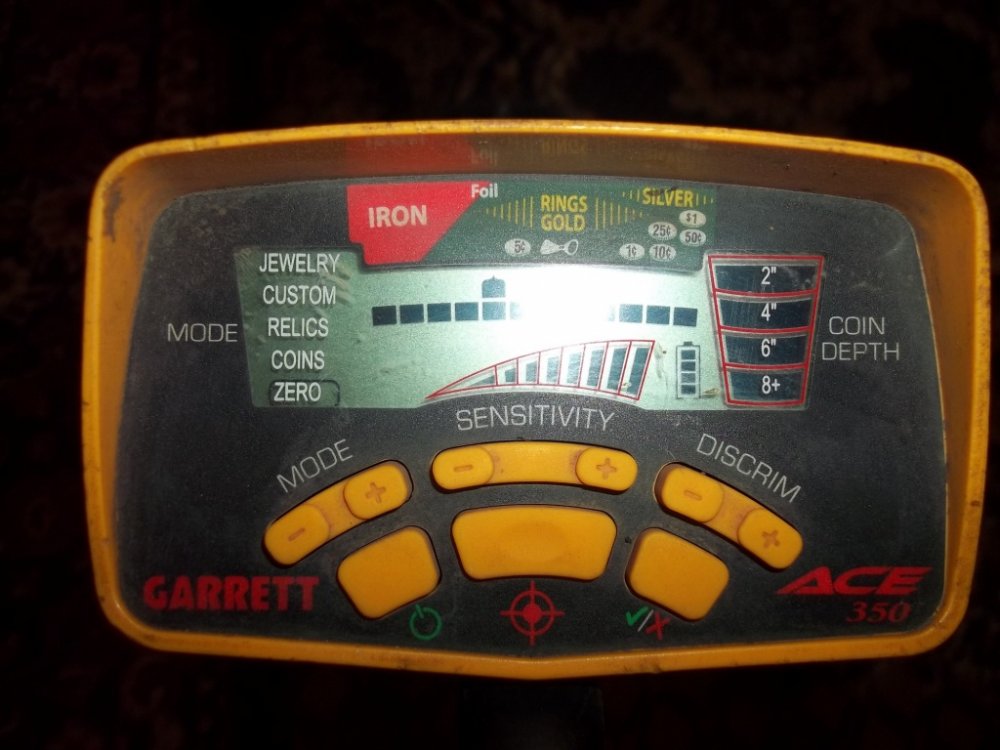 IRON
Foil
RINGS
GOLD
SILVER
5¢
1¢
10¢
25¢
50¢
$1
MODE
JEWELRY
CUSTOM
RELICS
COINS
ZERO
2"
4"
6"
8+
COIN
DEPTH
MODE
- +
SENSITIVITY
- +
DISCRIM
- +
GARRETT
ACE
350